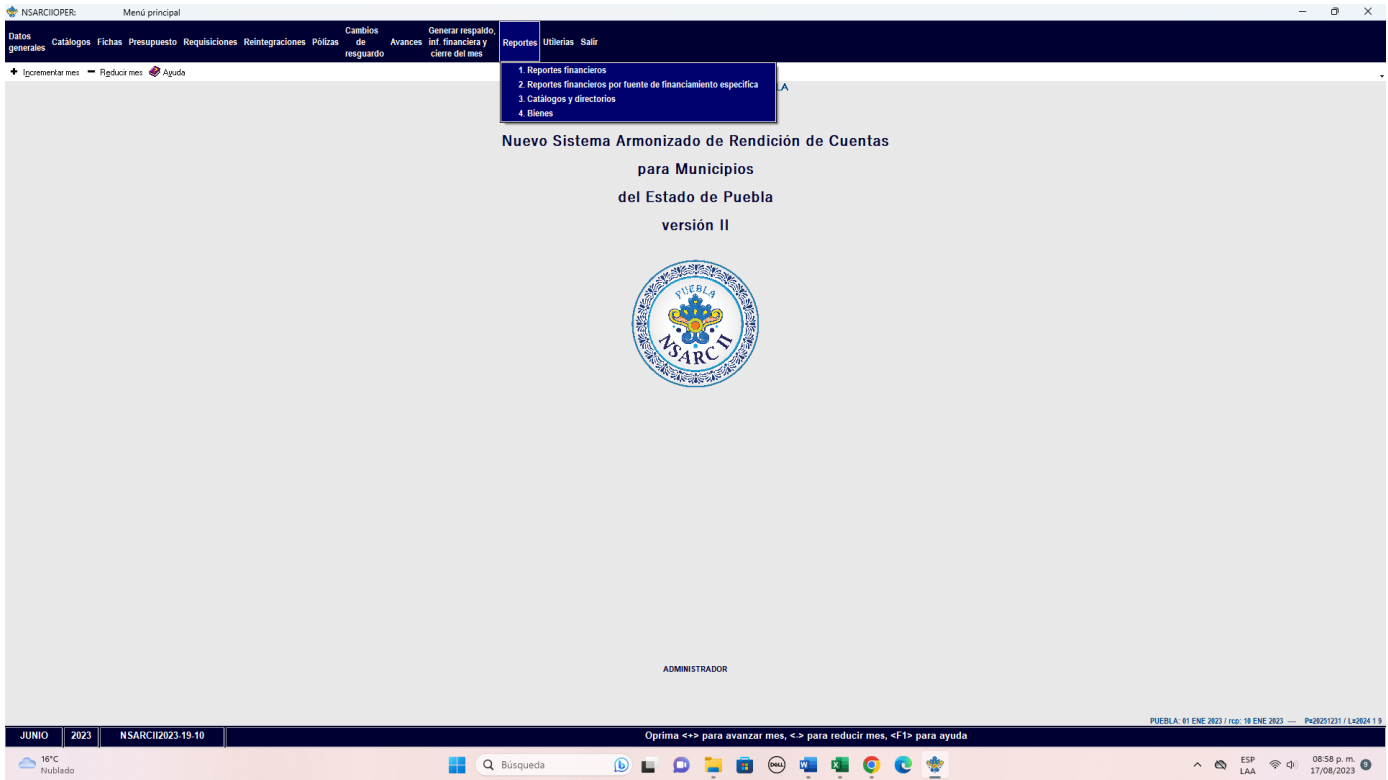 NSARCIIOPER: Menú principal
Datos generales Catálogos Fichas Presupuesto Requisiciones Reintegraciones Pólizas Cambios de resguardo Avances Generar respaldo, inf. financiera y cierre del mes Reportes Utilerias Salir
+ Incrementar mes − Reducir mes Ayuda
1. Reportes financieros
2. Reportes financieros por fuente de financiamiento especifica
LA
3. Catálogos y directorios
4. Bienes
Nuevo Sistema Armonizado de Rendición de Cuentas
para Municipios
del Estado de Puebla
versión II
PUEBLA
NSARC II
ADMINISTRADOR
PUEBLA: 01 ENE 2023 / rcp: 10 ENE 2023 — P=20251231 / L=2024 1 9
JUNIO 2023 NSARCII2023-19-10 Oprima <+> para avanzar mes, <-> para reducir mes, <F1> para ayuda
16°C
Nublado
Búsqueda
DELL
ESP
LAA
08:58 p. m.
17/08/2023
9